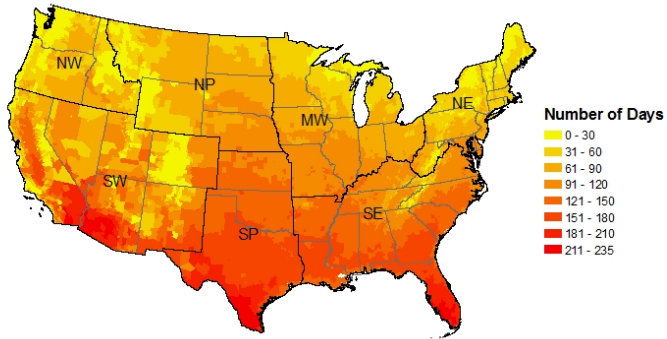 NW
NP
MW
NE
SW
SP
SE
Number of Days
0 - 30
31 - 60
61 - 90
91 - 120
121 - 150
151 - 180
181 - 210
211 - 235